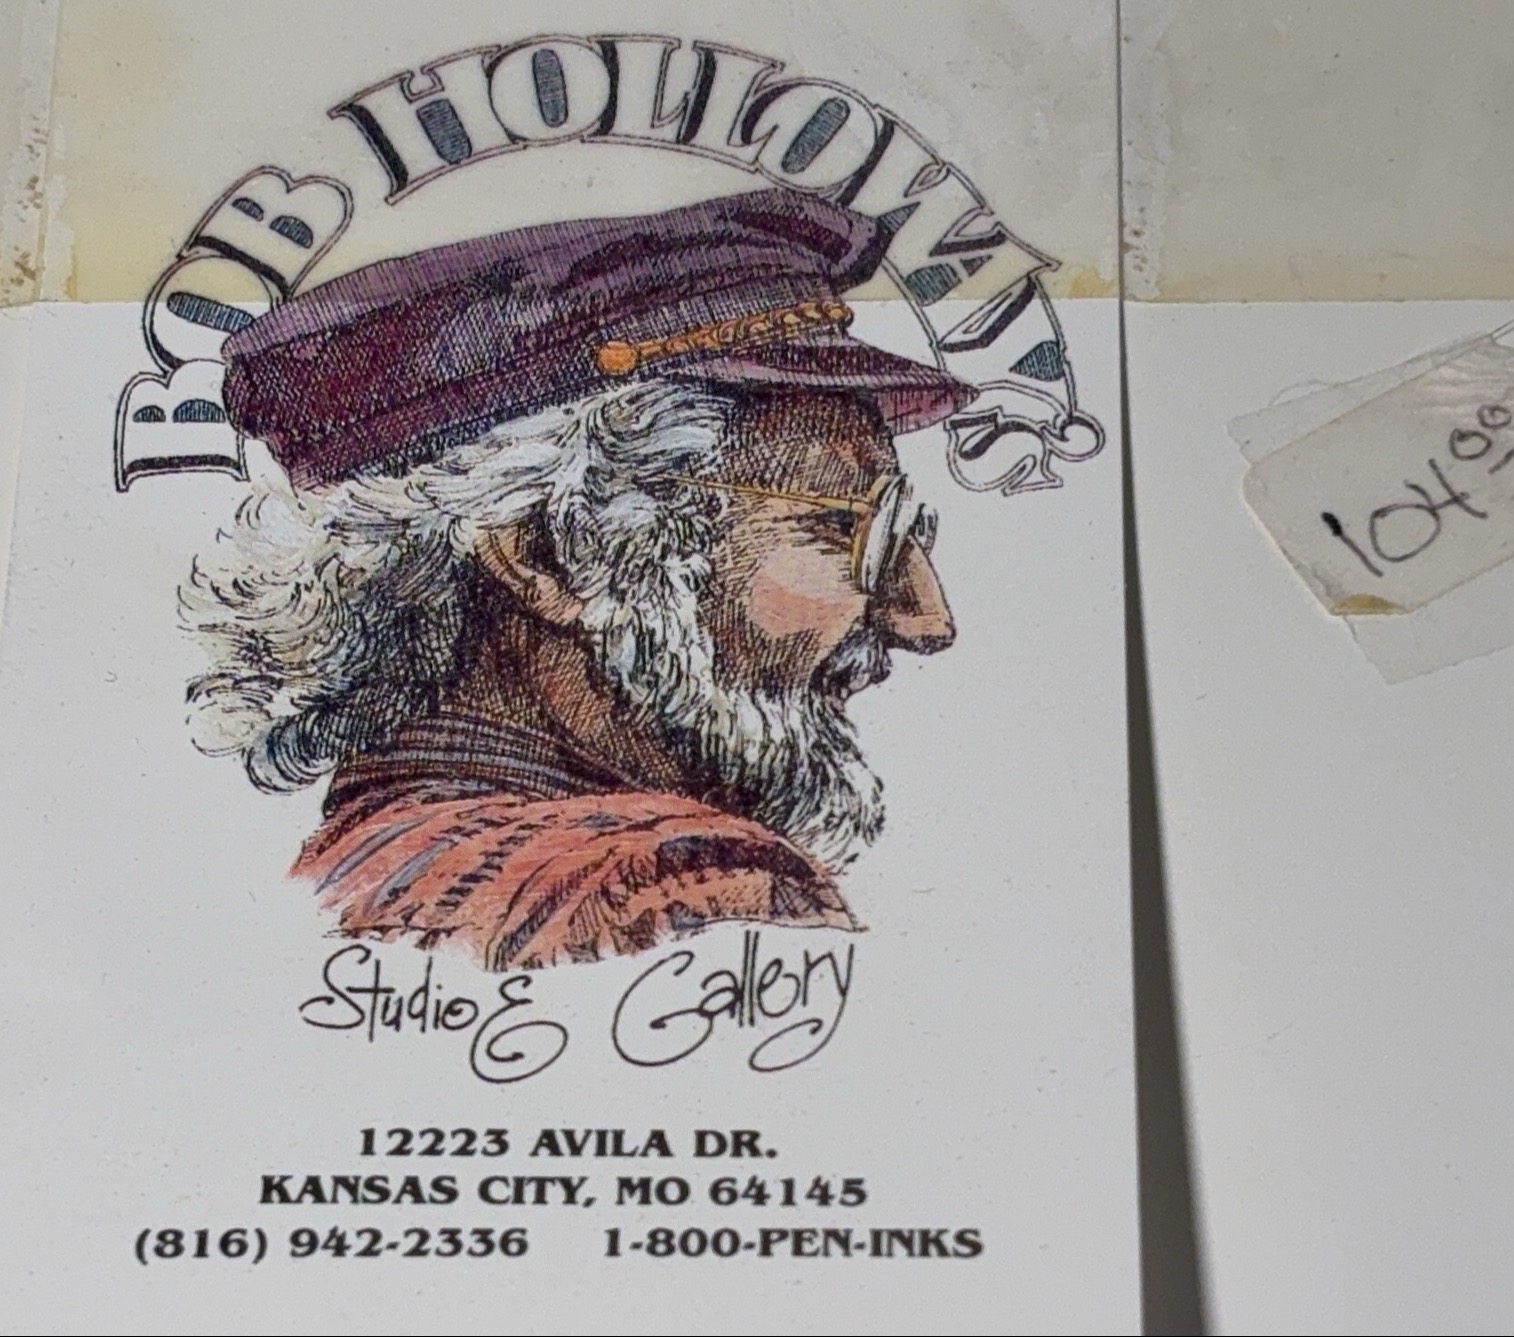 BOB HOLLOWAY'S
Studio & Gallery
12223 AVILA DR.
KANSAS CITY, MO 64145
(816) 942-2336 1-800-PEN-INKS
104.00